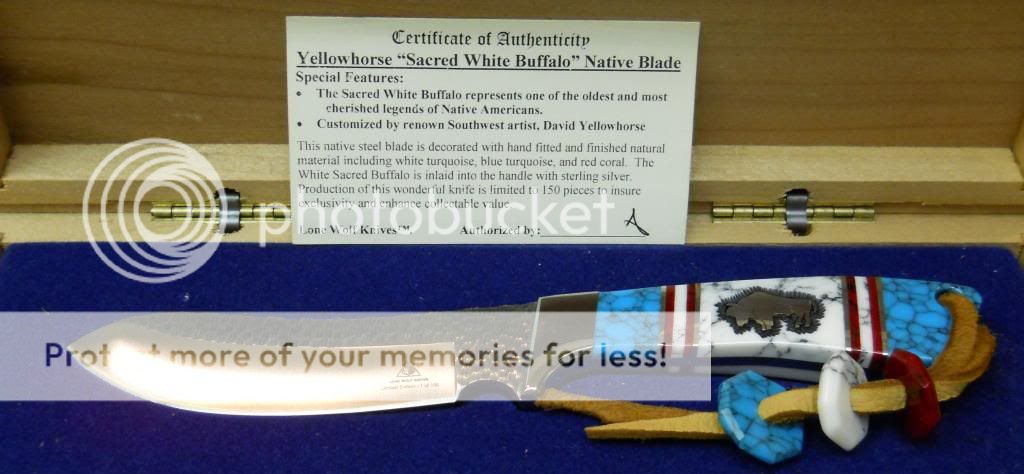 Certificate of Authenticity
Yellowhorse “Sacred White Buffalo” Native Blade
Special Features:
• The Sacred White Buffalo represents one of the oldest and most
cherished legends of Native Americans.
• Customized by renown Southwest artist, David Yellowhorse
This native steel blade is decorated with hand fitted and finished natural
material including white turquoise, blue turquoise, and red coral. The
White Sacred Buffalo is inlaid into the handle with sterling silver.
Production of this wonderful knife is limited to 150 pieces to insure
exclusivity and enhance collectable value.
Lone Wolf Knives™. Authorized by:
photobucket
Protect more of your memories for less!